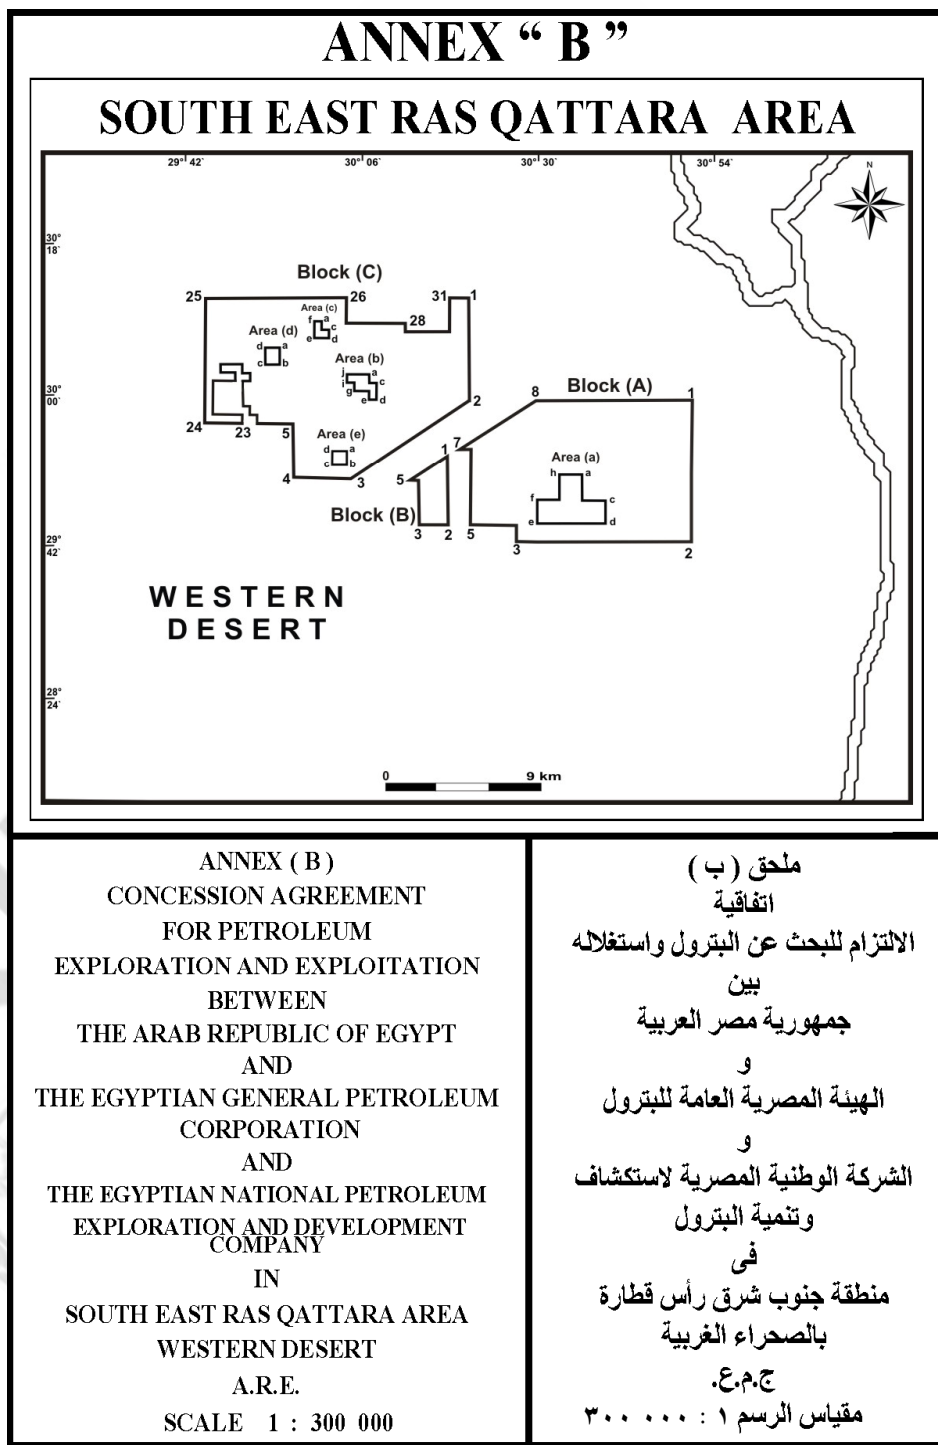 ANNEX “ B ”
SOUTH EAST RAS QATTARA AREA
29° 42` 30° 06` 30° 30` 30° 54`
N
30°
18`
Block (C)
25 26 31 1
Area (c)
f a
c
e d
28
Area (d)
d a
c b
Area (b)
j a
i c
g
e d
30°
00`
8 Block (A) 1
2
24 23 5
Area (e)
d a
c b
7
1
Area (a)
h a
f c
e d
4 3
5
Block (B)
3 2 5
3 2
29°
42`
WESTERN
DESERT
28°
24`
0 9 km
ANNEX ( B )
CONCESSION AGREEMENT
FOR PETROLEUM
EXPLORATION AND EXPLOITATION
BETWEEN
THE ARAB REPUBLIC OF EGYPT
AND
THE EGYPTIAN GENERAL PETROLEUM
CORPORATION
AND
THE EGYPTIAN NATIONAL PETROLEUM
EXPLORATION AND DEVELOPMENT
COMPANY
IN
SOUTH EAST RAS QATTARA AREA
WESTERN DESERT
A.R.E.
SCALE 1 : 300 000
ملحق ( ب )
اتفاقية
الالتزام للبحث عن البترول واستغلاله
بين
جمهورية مصر العربية
و
الهيئة المصرية العامة للبترول
و
الشركة الوطنية المصرية لاستكشاف
وتنمية البترول
فى
منطقة جنوب شرق رأس قطارة
بالصحراء الغربية
ج.م.ع.
مقياس الرسم ١ : ٣٠٠ ٠٠٠